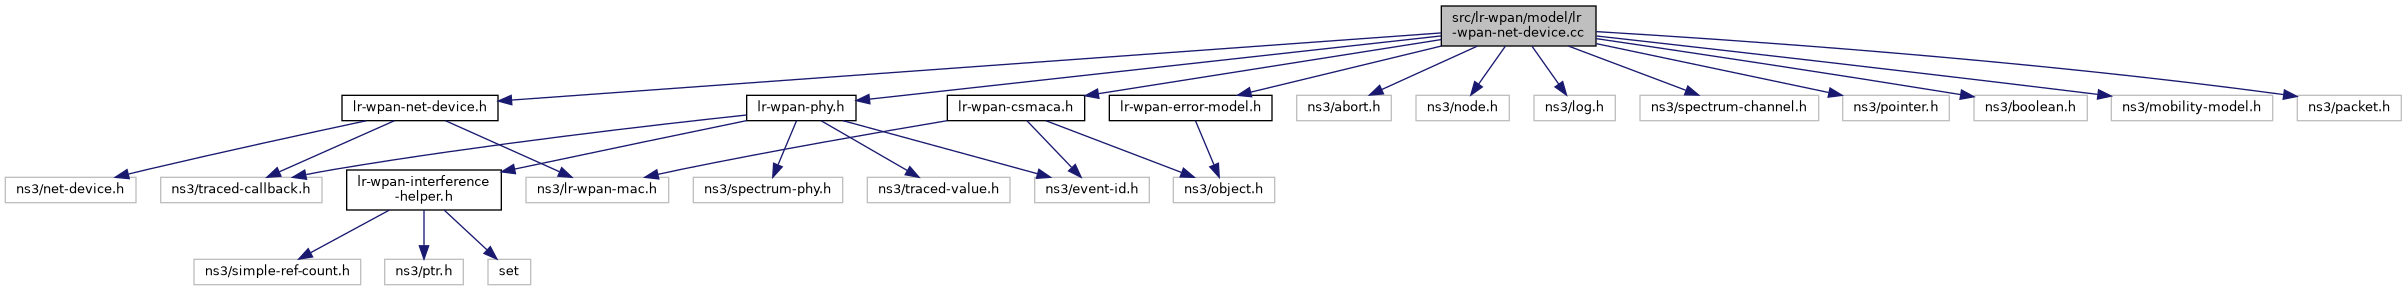 src/lr-wpan/model/lr
-wpan-net-device.cc
lr-wpan-net-device.h
lr-wpan-phy.h
lr-wpan-csmaca.h
lr-wpan-error-model.h
ns3/abort.h
ns3/node.h
ns3/log.h
ns3/spectrum-channel.h
ns3/pointer.h
ns3/boolean.h
ns3/mobility-model.h
ns3/packet.h
ns3/net-device.h
ns3/traced-callback.h
lr-wpan-interference
-helper.h
ns3/lr-wpan-mac.h
ns3/spectrum-phy.h
ns3/traced-value.h
ns3/event-id.h
ns3/object.h
ns3/simple-ref-count.h
ns3/ptr.h
set